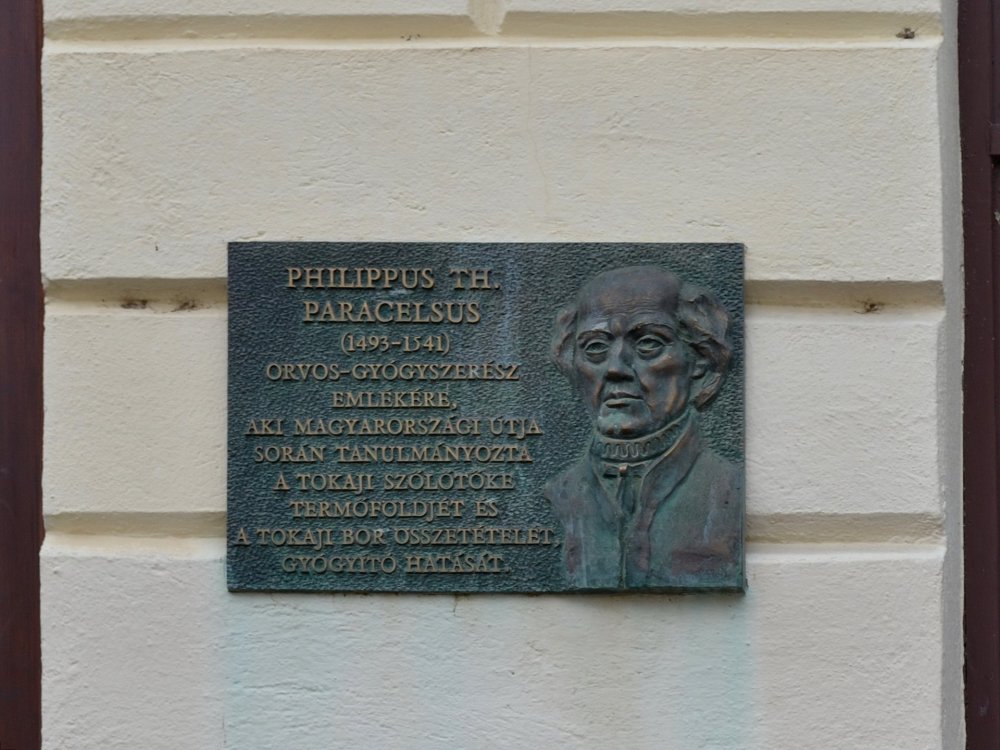 PHILIPPUS TH.
PARACELSUS
(1493-1541)
ORVOS-GYÓGYSZERÉSZ
EMLÉKÉRE,
AKI MAGYARORSZÁGI ÚTJA
SORÁN TANULMÁNYOZTA
A TOKAJI SZŐLŐTŐKE
TERMŐFÖLDJÉT ÉS
A TOKAJI BOR ÖSSZETÉTELÉT,
GYÓGYITÓ HATÁSÁT.